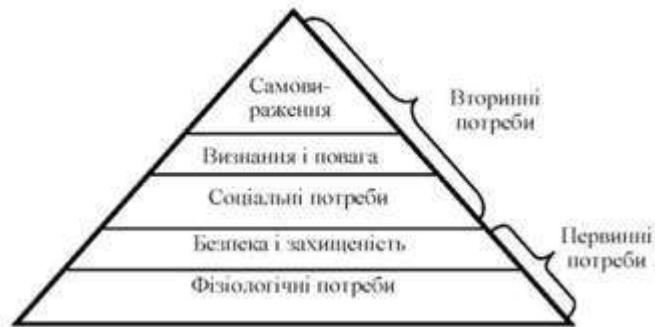 Самови-
раження
Визнання і повага
Соціальні потреби
Безпека і захищеність
Фізіологічні потреби
Вторинні
потреби
Первинні
потреби